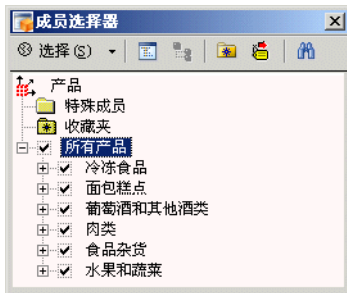 成员选择器
选择(S)
产品
特殊成员
收藏夹
所有产品
冷冻食品
面包糕点
葡萄酒和其他酒类
肉类
食品杂货
水果和蔬菜